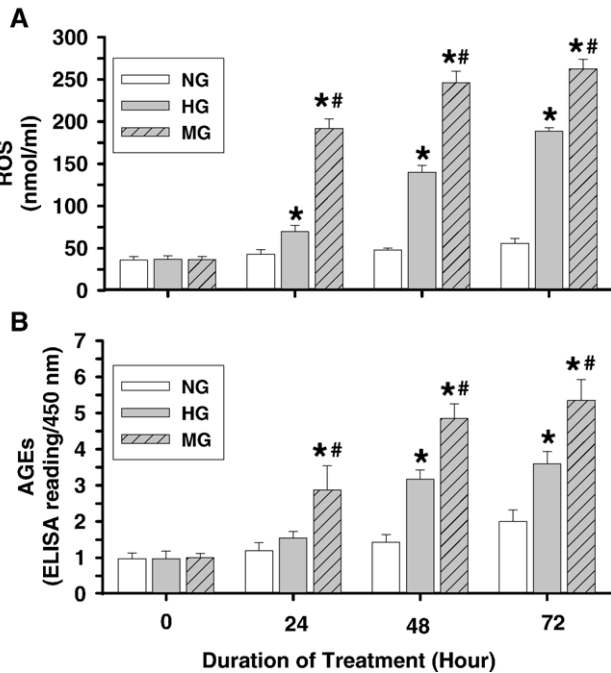 A
300
250
200
150
100
50
0
ROS
(nmol/ml)
NG
HG
MG
*
*#
*
*#
*
*#
B
7
6
5
4
3
2
1
0
AGEs
(ELISA reading/450 nm)
NG
HG
MG
*#
*
*#
*
*#
0 24 48 72
Duration of Treatment (Hour)